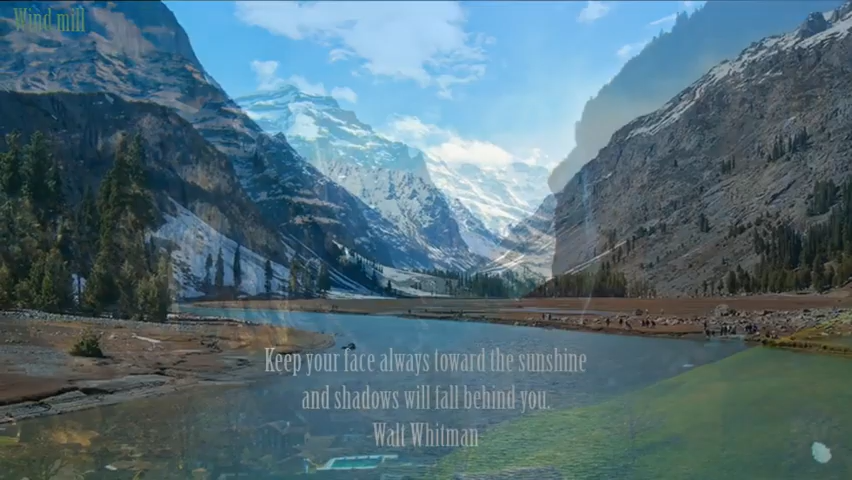 Wind mill
Keep your face always toward the sunshine
and shadows will fall behind you.
Walt Whitman